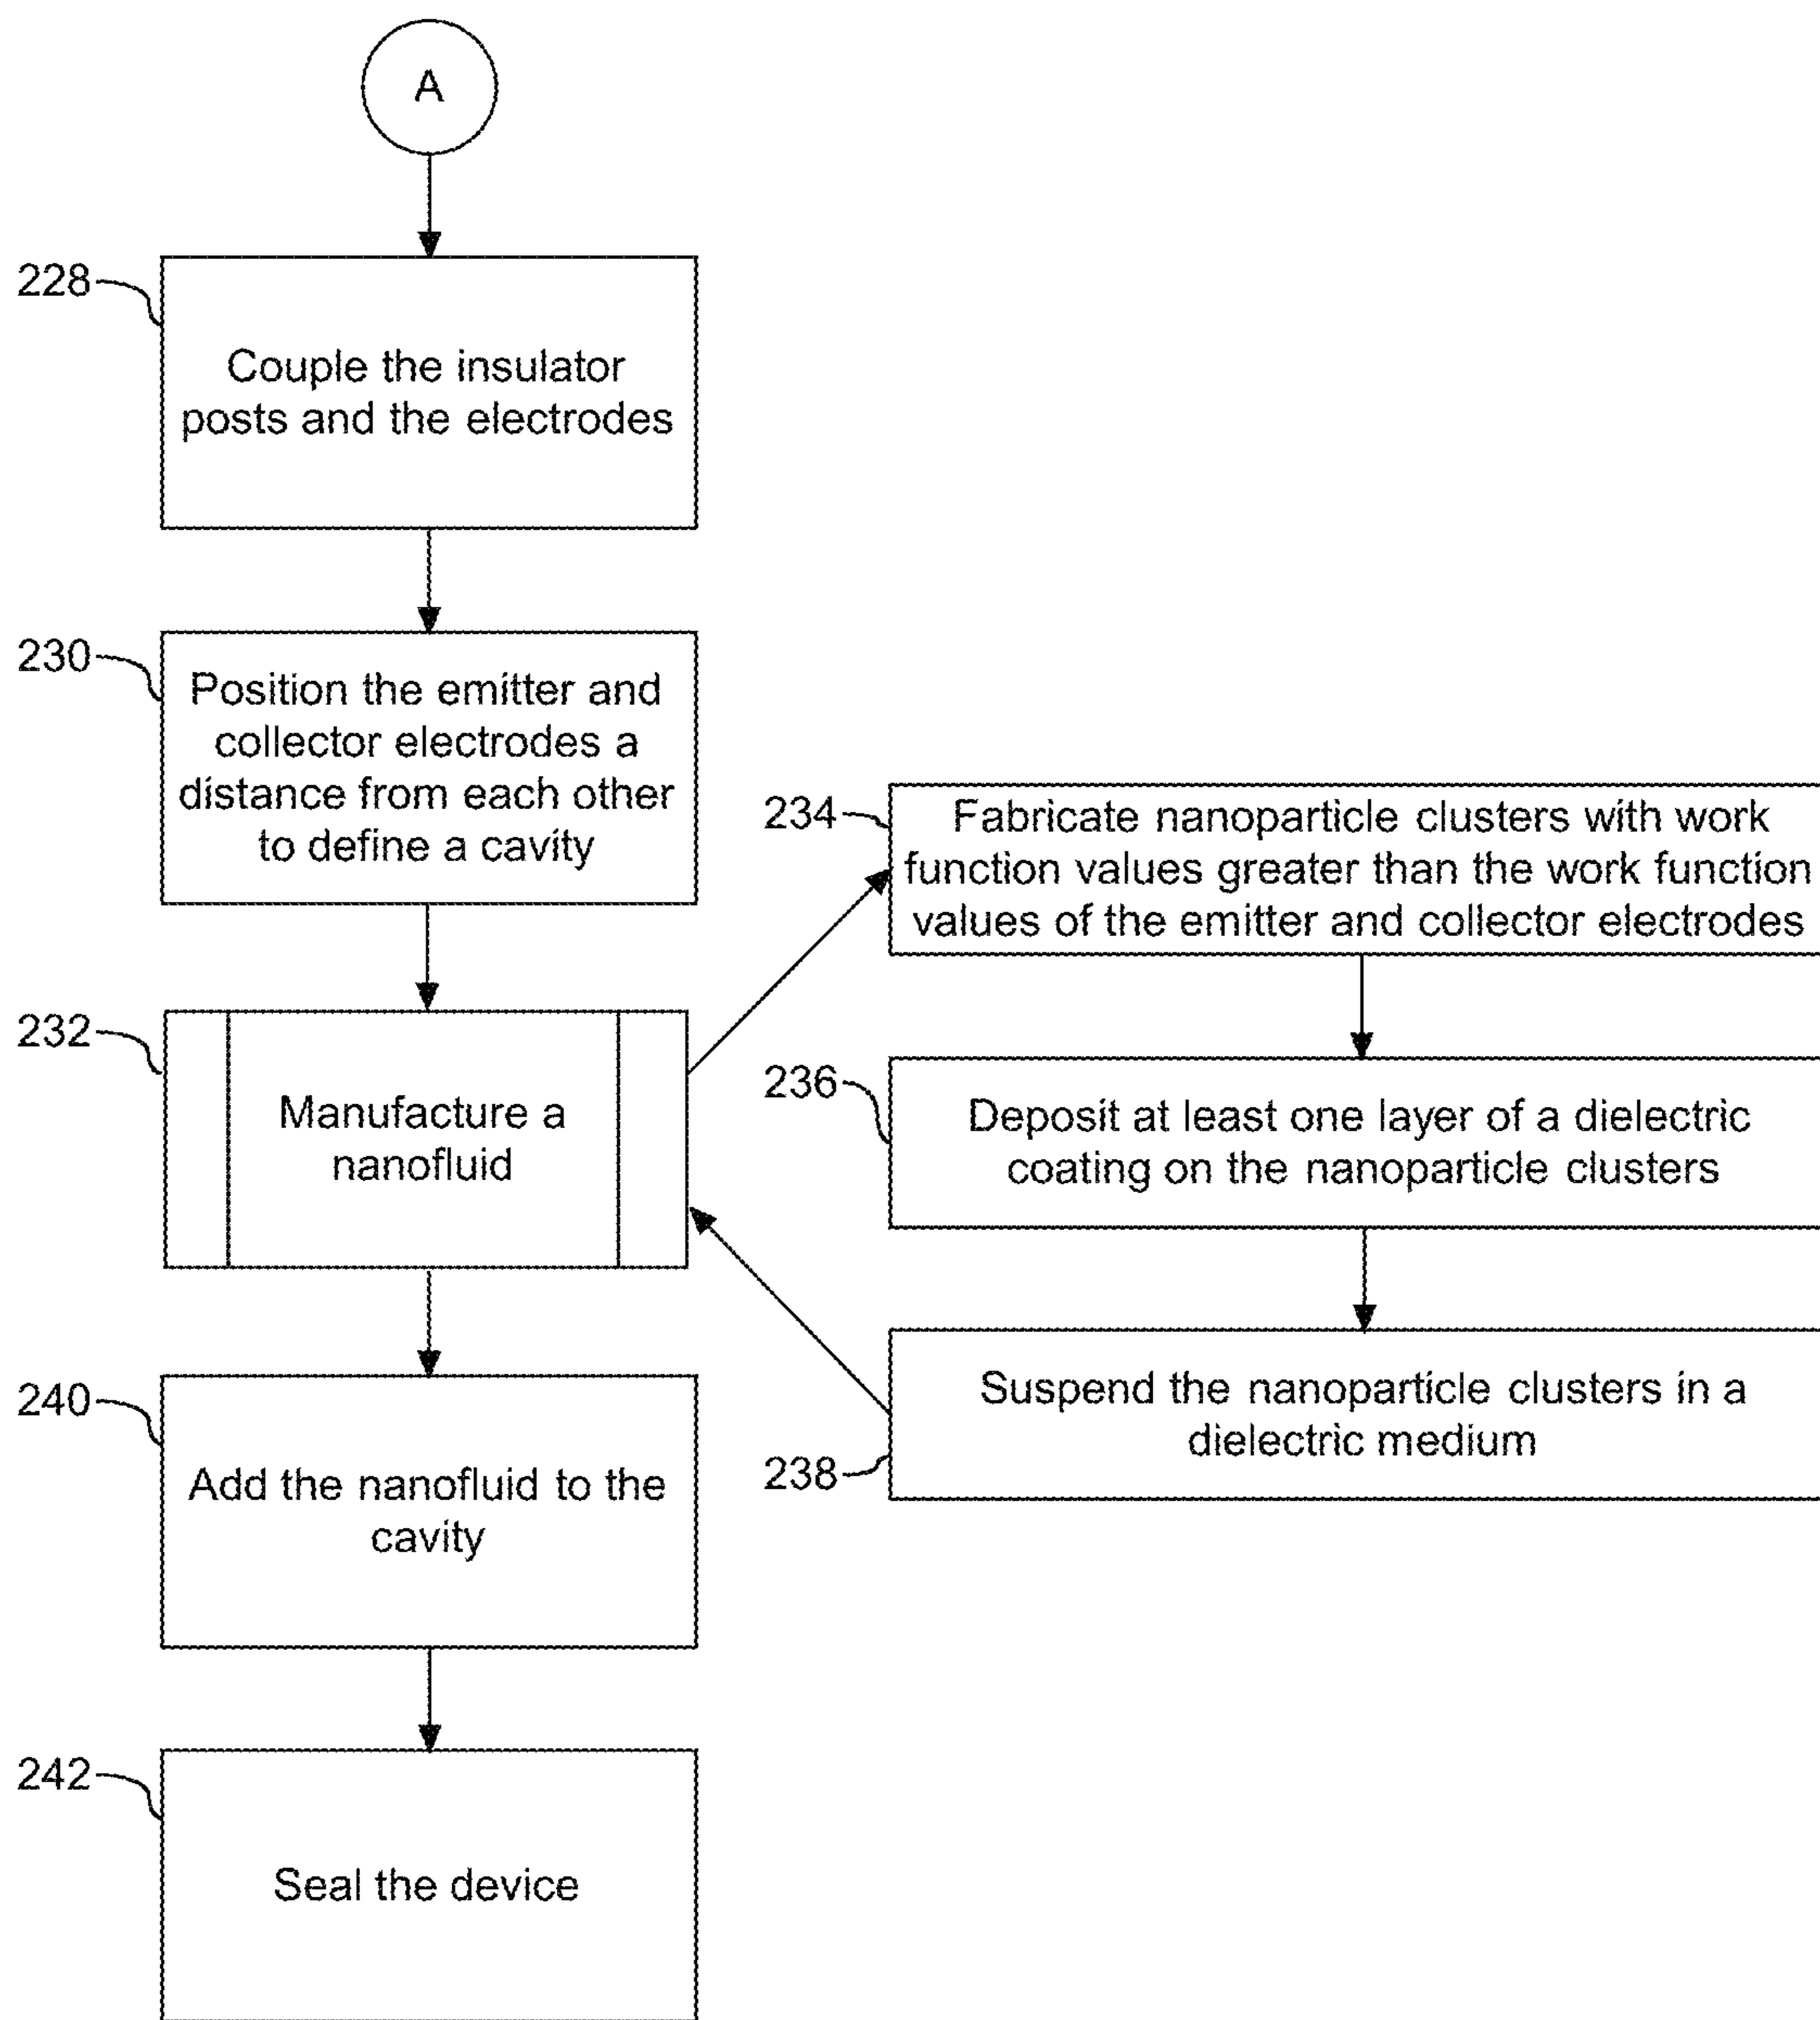 A
228
Couple the insulator
posts and the electrodes
230
Position the emitter and
collector electrodes a
distance from each other
to define a cavity
232
Manufacture a
nanofluid
234
Fabricate nanoparticle clusters with work
function values greater than the work function
values of the emitter and collector electrodes
236
Deposit at least one layer of a dielectric
coating on the nanoparticle clusters
238
Suspend the nanoparticle clusters in a
dielectric medium
240
Add the nanofluid to the
cavity
242
Seal the device